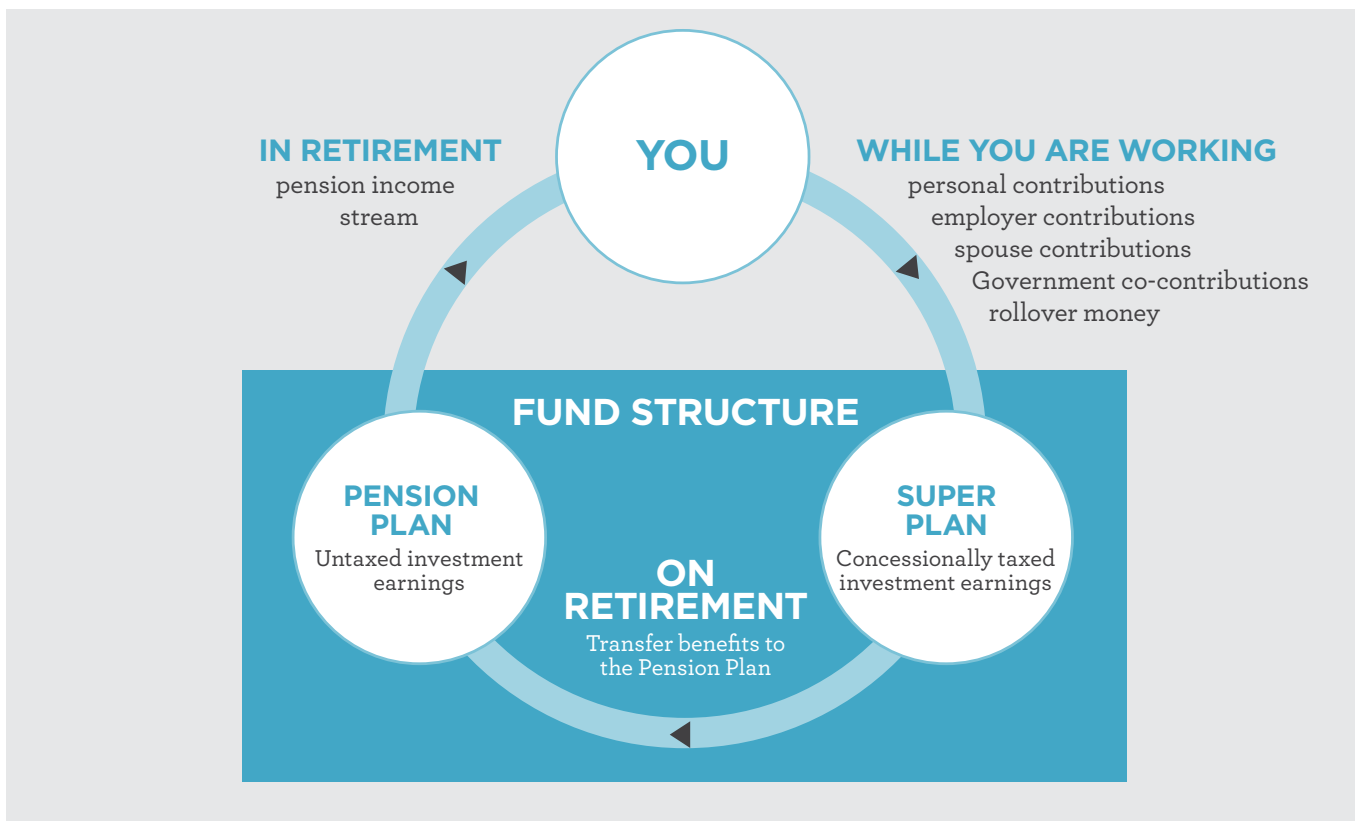 YOU
IN RETIREMENT
pension income
stream
WHILE YOU ARE WORKING
personal contributions
employer contributions
spouse contributions
Government co-contributions
rollover money
FUND STRUCTURE
PENSION
PLAN
Untaxed investment
earnings
ON
RETIREMENT
Transfer benefits to
the Pension Plan
SUPER
PLAN
Concessionally taxed
investment earnings